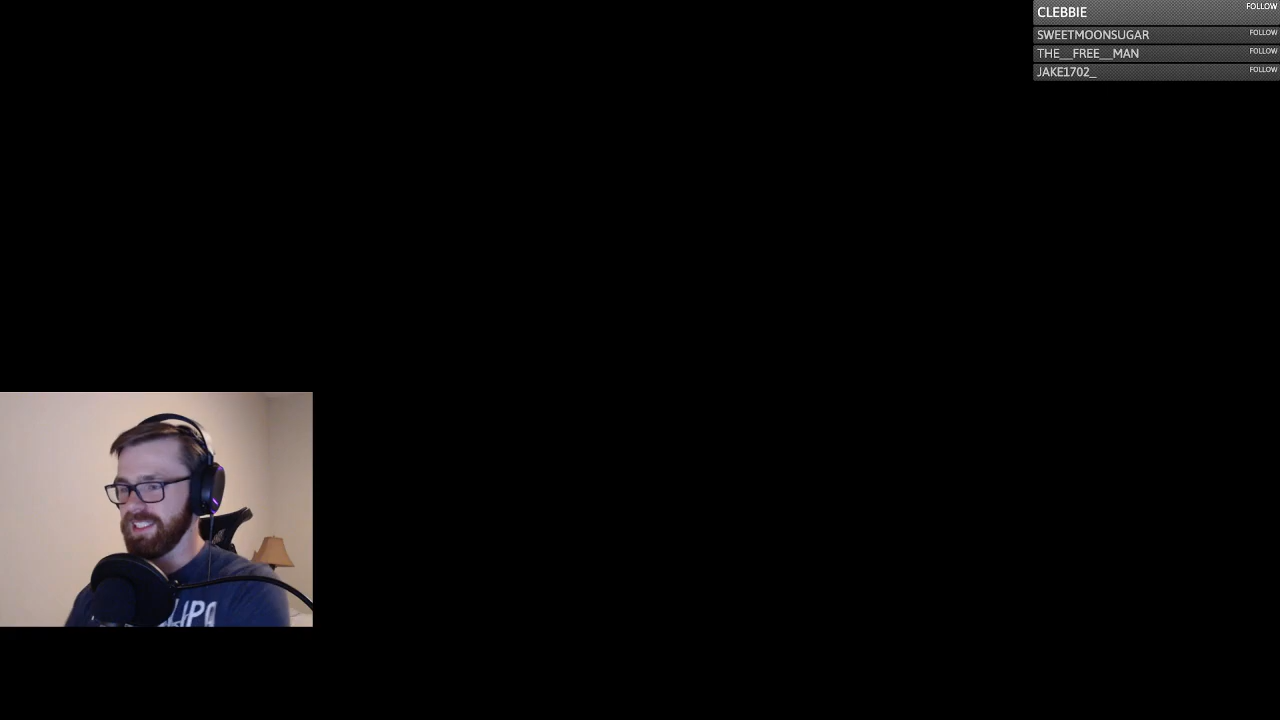 CLEBBIE FOLLOW
SWEETMOONSUGAR FOLLOW
THE__FREE__MAN FOLLOW
JAKE1702_ FOLLOW